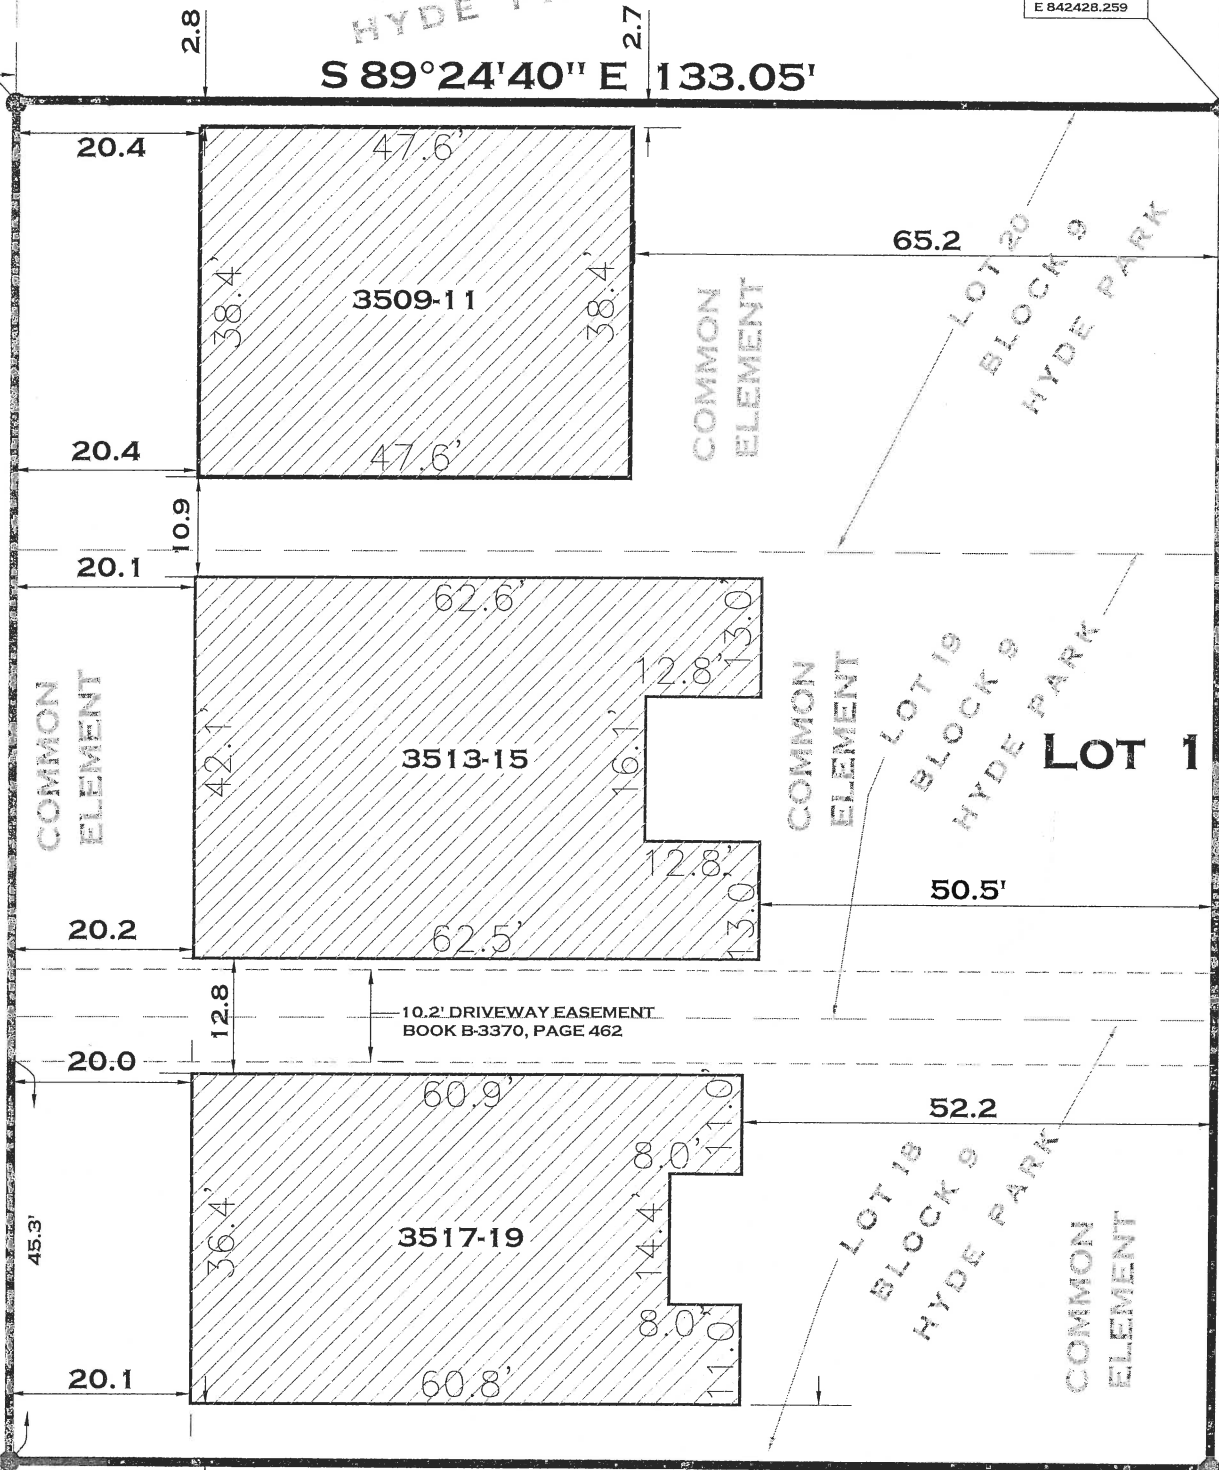 E 842428.259
HYDE
2.8
2.7
S 89°24'40" E 133.05'
20.4
47.6'
38.4'
3509-11
38.4'
65.2
COMMON
ELEMENT
LOT 20
BLOCK 9
HYDE PARK
20.4
47.6'
10.9
20.1
62.6'
13.0'
12.8'
COMMON
ELEMENT
42.1'
3513-15
16.1'
COMMON
ELEMENT
LOT 19
BLOCK 9
HYDE PARK
LOT 1
12.8'
13.0'
50.5'
20.2
62.5'
12.8
10.2' DRIVEWAY EASEMENT
BOOK B-3370, PAGE 462
20.0
60.9'
11.0'
52.2
8.0'
45.3'
36.4'
3517-19
14.4'
LOT 18
BLOCK 9
HYDE PARK
COMMON
ELEMENT
8.0'
11.0'
20.1
60.8'